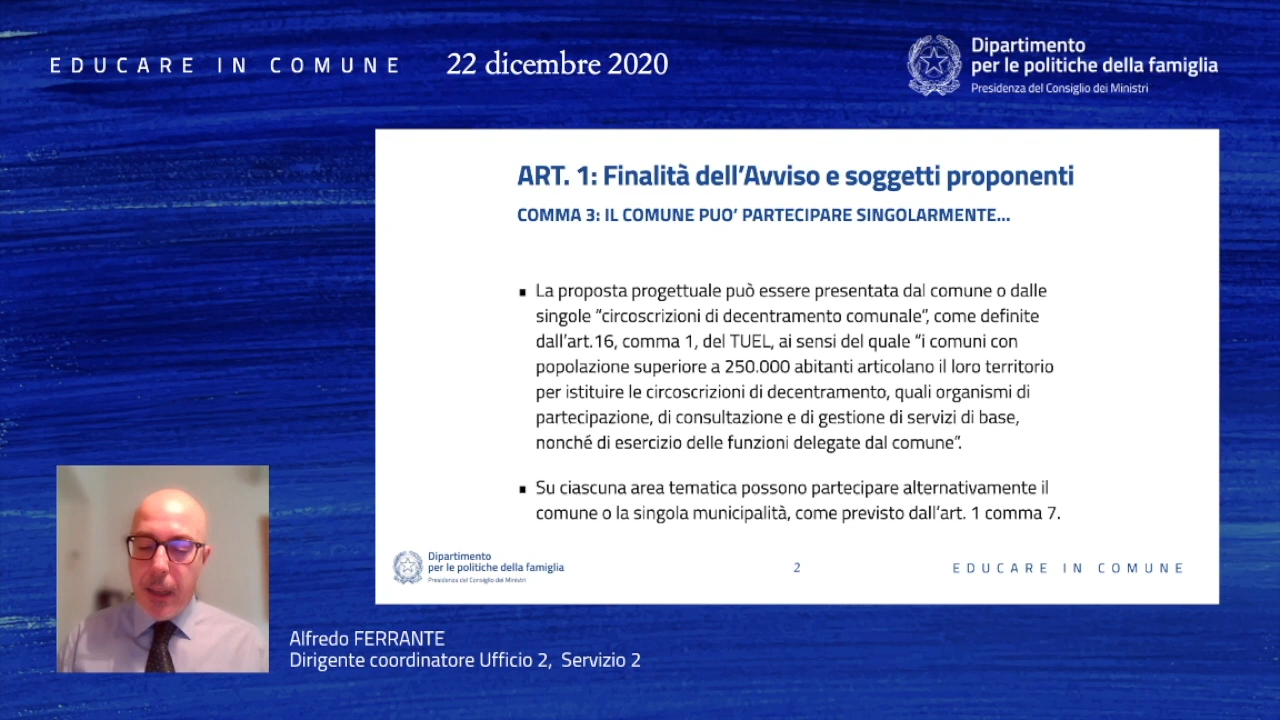 EDUCARE IN COMUNE
22 dicembre 2020
Dipartimento
per le politiche della famiglia
Presidenza del Consiglio dei Ministri
ART. 1: Finalità dell’Avviso e soggetti proponenti
COMMA 3: IL COMUNE PUO’ PARTECIPARE SINGOLARMENTE...
▪ La proposta progettuale può essere presentata dal comune o dalle
singole “circoscrizioni di decentramento comunale”, come definite
dall’art.16, comma 1, del TUEL, ai sensi del quale “i comuni con
popolazione superiore a 250.000 abitanti articolano il loro territorio
per istituire le circoscrizioni di decentramento, quali organismi di
partecipazione, di consultazione e di gestione di servizi di base,
nonché di esercizio delle funzioni delegate dal comune”.
▪ Su ciascuna area tematica possono partecipare alternativamente il
comune o la singola municipalità, come previsto dall’art. 1 comma 7.
Dipartimento
per le politiche della famiglia
Presidenza del Consiglio dei Ministri
2
EDUCARE IN COMUNE
Alfredo FERRANTE
Dirigente coordinatore Ufficio 2, Servizio 2